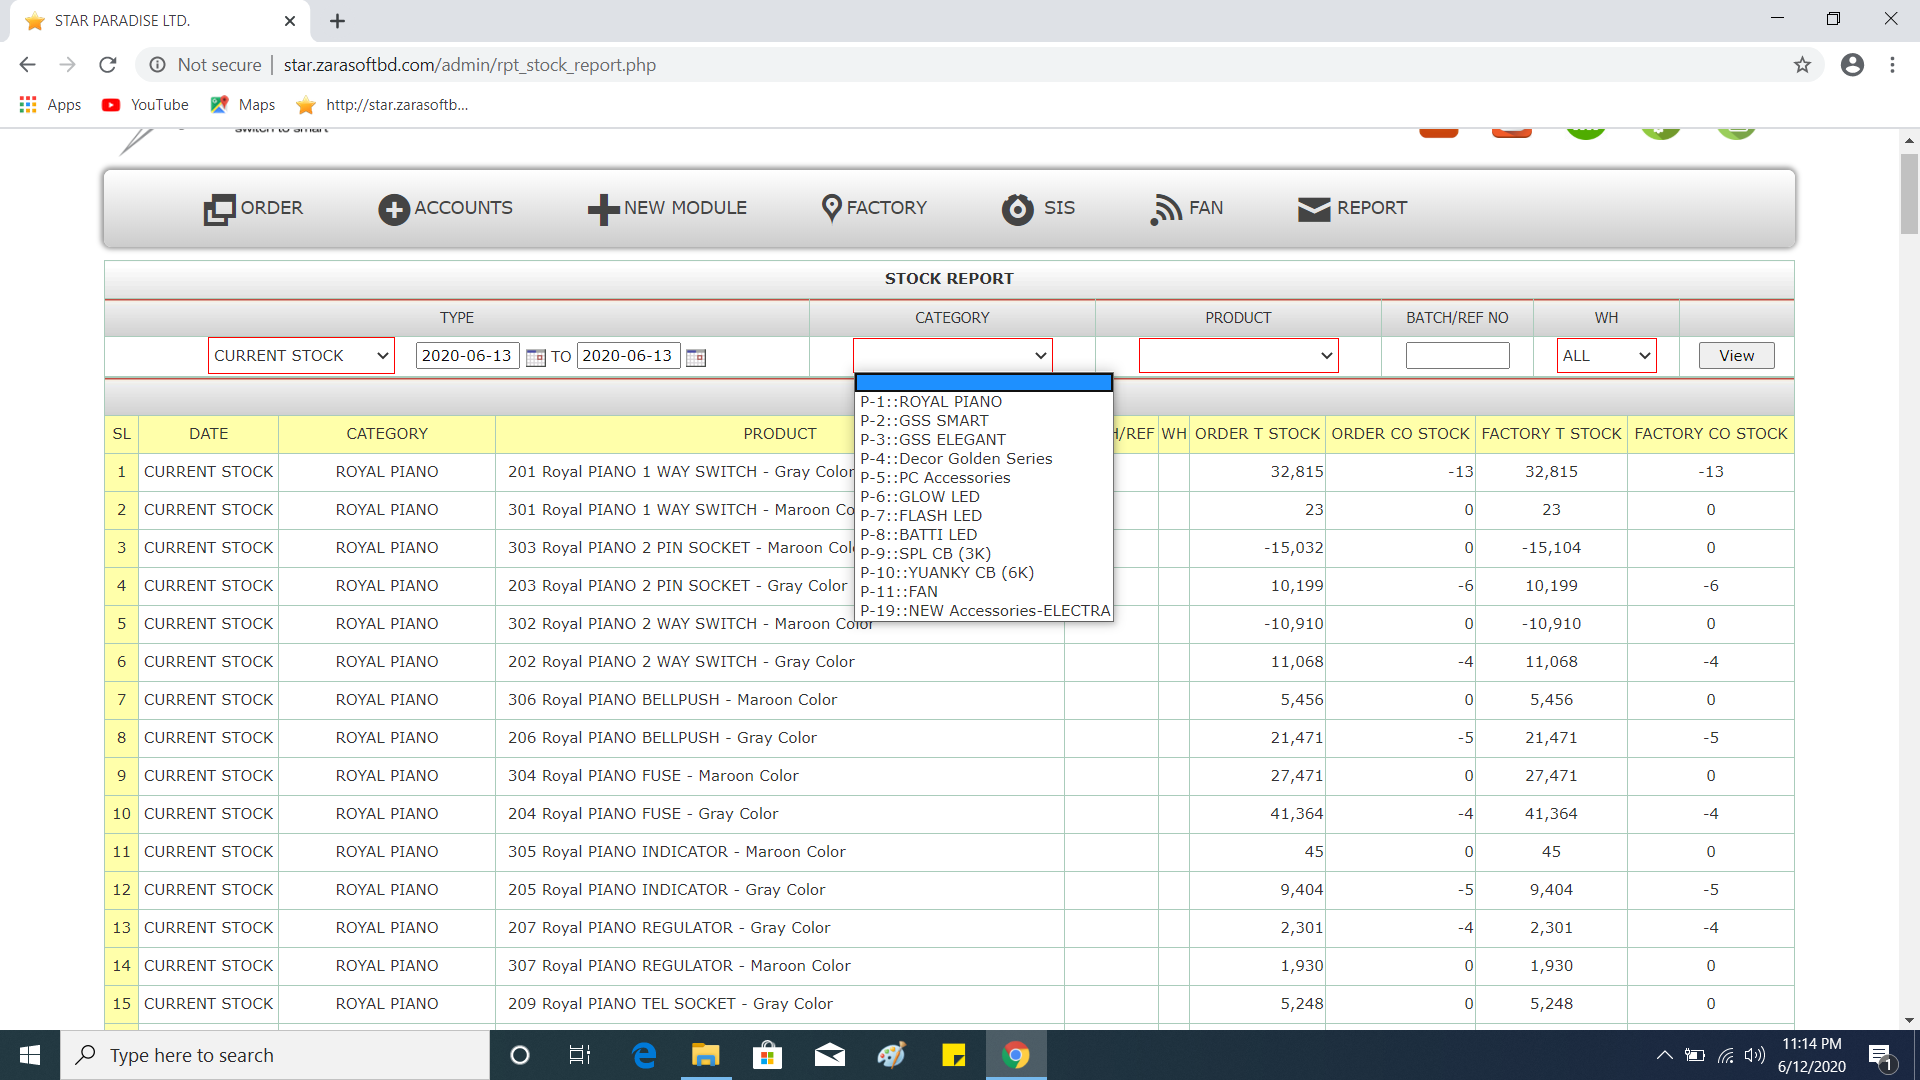 STAR PARADISE LTD.
Not secure | star.zarasoftbd.com/admin/rpt_stock_report.php
Apps YouTube Maps http://star.zarasoftb...
switch to smart
ORDER ACCOUNTS NEW MODULE FACTORY SIS FAN REPORT
STOCK REPORT
TYPE CATEGORY PRODUCT BATCH/REF NO WH
CURRENT STOCK 2020-06-13 TO 2020-06-13 ALL View
P-1::ROYAL PIANO
P-2::GSS SMART
P-3::GSS ELEGANT
P-4::Decor Golden Series
P-5::PC Accessories
P-6::GLOW LED
P-7::FLASH LED
P-8::BATTI LED
P-9::SPL CB (3K)
P-10::YUANKY CB (6K)
P-11::FAN
P-19::NEW Accessories-ELECTRA
SL DATE CATEGORY PRODUCT H/REF WH ORDER T STOCK ORDER CO STOCK FACTORY T STOCK FACTORY CO STOCK
1 CURRENT STOCK ROYAL PIANO 201 Royal PIANO 1 WAY SWITCH - Gray Color 32,815 -13 32,815 -13
2 CURRENT STOCK ROYAL PIANO 301 Royal PIANO 1 WAY SWITCH - Maroon Co 23 0 23 0
3 CURRENT STOCK ROYAL PIANO 303 Royal PIANO 2 PIN SOCKET - Maroon Col -15,032 0 -15,104 0
4 CURRENT STOCK ROYAL PIANO 203 Royal PIANO 2 PIN SOCKET - Gray Color 10,199 -6 10,199 -6
5 CURRENT STOCK ROYAL PIANO 302 Royal PIANO 2 WAY SWITCH - Maroon Color -10,910 0 -10,910 0
6 CURRENT STOCK ROYAL PIANO 202 Royal PIANO 2 WAY SWITCH - Gray Color 11,068 -4 11,068 -4
7 CURRENT STOCK ROYAL PIANO 306 Royal PIANO BELLPUSH - Maroon Color 5,456 0 5,456 0
8 CURRENT STOCK ROYAL PIANO 206 Royal PIANO BELLPUSH - Gray Color 21,471 -5 21,471 -5
9 CURRENT STOCK ROYAL PIANO 304 Royal PIANO FUSE - Maroon Color 27,471 0 27,471 0
10 CURRENT STOCK ROYAL PIANO 204 Royal PIANO FUSE - Gray Color 41,364 -4 41,364 -4
11 CURRENT STOCK ROYAL PIANO 305 Royal PIANO INDICATOR - Maroon Color 45 0 45 0
12 CURRENT STOCK ROYAL PIANO 205 Royal PIANO INDICATOR - Gray Color 9,404 -5 9,404 -5
13 CURRENT STOCK ROYAL PIANO 207 Royal PIANO REGULATOR - Gray Color 2,301 -4 2,301 -4
14 CURRENT STOCK ROYAL PIANO 307 Royal PIANO REGULATOR - Maroon Color 1,930 0 1,930 0
15 CURRENT STOCK ROYAL PIANO 209 Royal PIANO TEL SOCKET - Gray Color 5,248 0 5,248 0
Type here to search
11:14 PM
6/12/2020
1